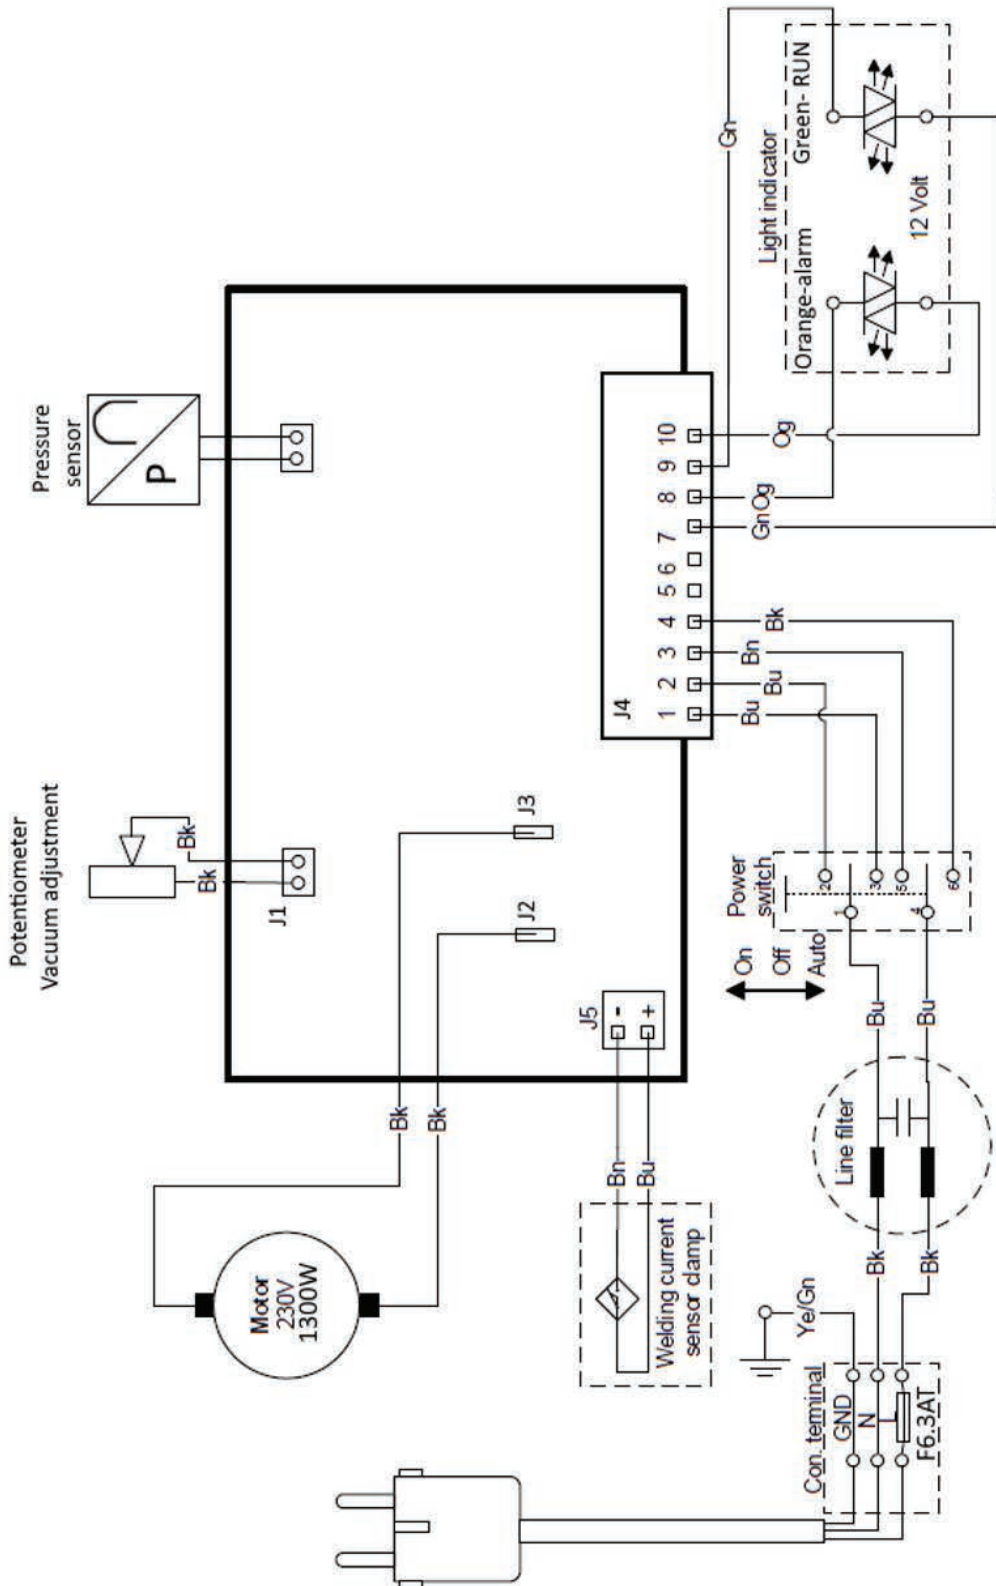 Potentiometer
Vacuum adjustment
Pressure
sensor
P
Bk
Bk
J1
J2
J3
Motor
230V
1300W
Bk
Bk
J5
-
+
Bn
Bu
Welding current
sensor clamp
J4
1 2 3 4 5 6 7 8 9 10
Bu
Bu
Bn
Bk
Gn
Og
Og
Gn
Light indicator
Orange-alarm
Green- RUN
12 Volt
Power
switch
On
Off
Auto
2
1
3
5
4
6
Bu
Bu
Line filter
Bk
Bk
Ye/Gn
Con. terminal
GND
N
F6.3AT